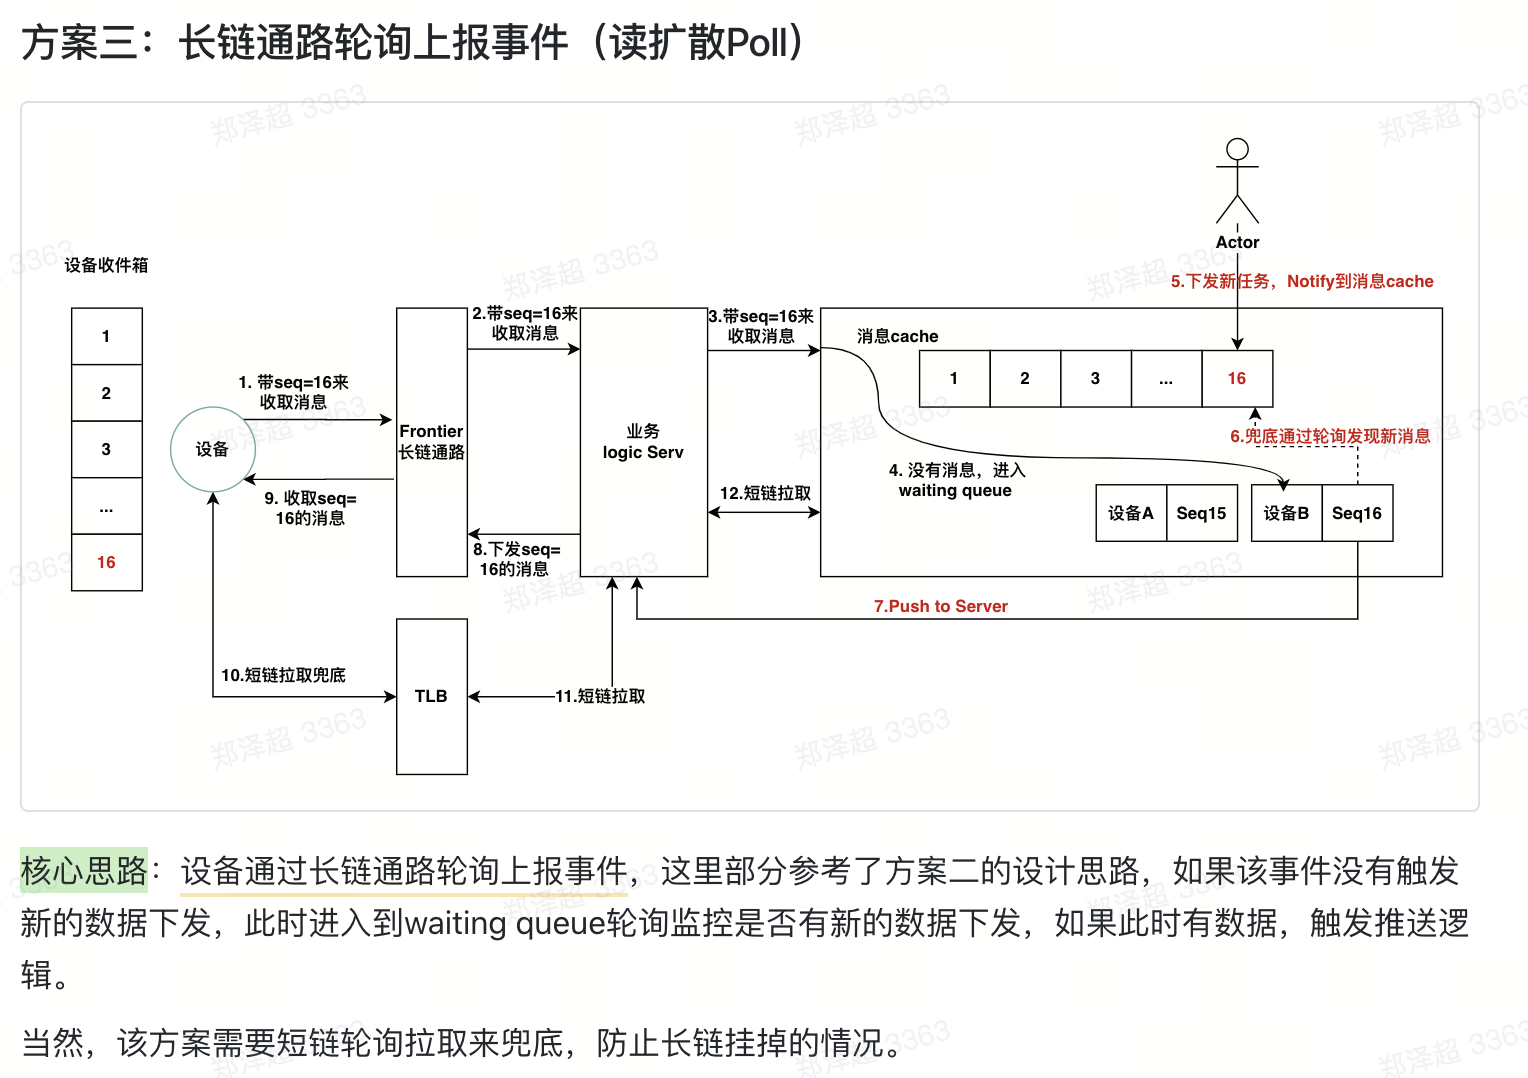 方案三：长链通路轮询上报事件（读扩散Poll）
Actor
5.下发新任务，Notify到消息cache
设备收件箱
1
2
3
...
16
1. 带seq=16来
收取消息
设备
9. 收取seq=
16的消息
Frontier
长链通路
2.带seq=16来
收取消息
8.下发seq=
16的消息
业务
logic Serv
3.带seq=16来
收取消息
12.短链拉取
消息cache
1
2
3
...
16
6.兜底通过轮询发现新消息
4. 没有消息，进入
waiting queue
设备A
Seq15
设备B
Seq16
7.Push to Server
10.短链拉取兜底
TLB
11.短链拉取
核心思路：设备通过长链通路轮询上报事件，这里部分参考了方案二的设计思路，如果该事件没有触发
新的数据下发，此时进入到waiting queue轮询监控是否有新的数据下发，如果此时有数据，触发推送逻
辑。
当然，该方案需要短链轮询拉取来兜底，防止长链挂掉的情况。
郑泽超 3363